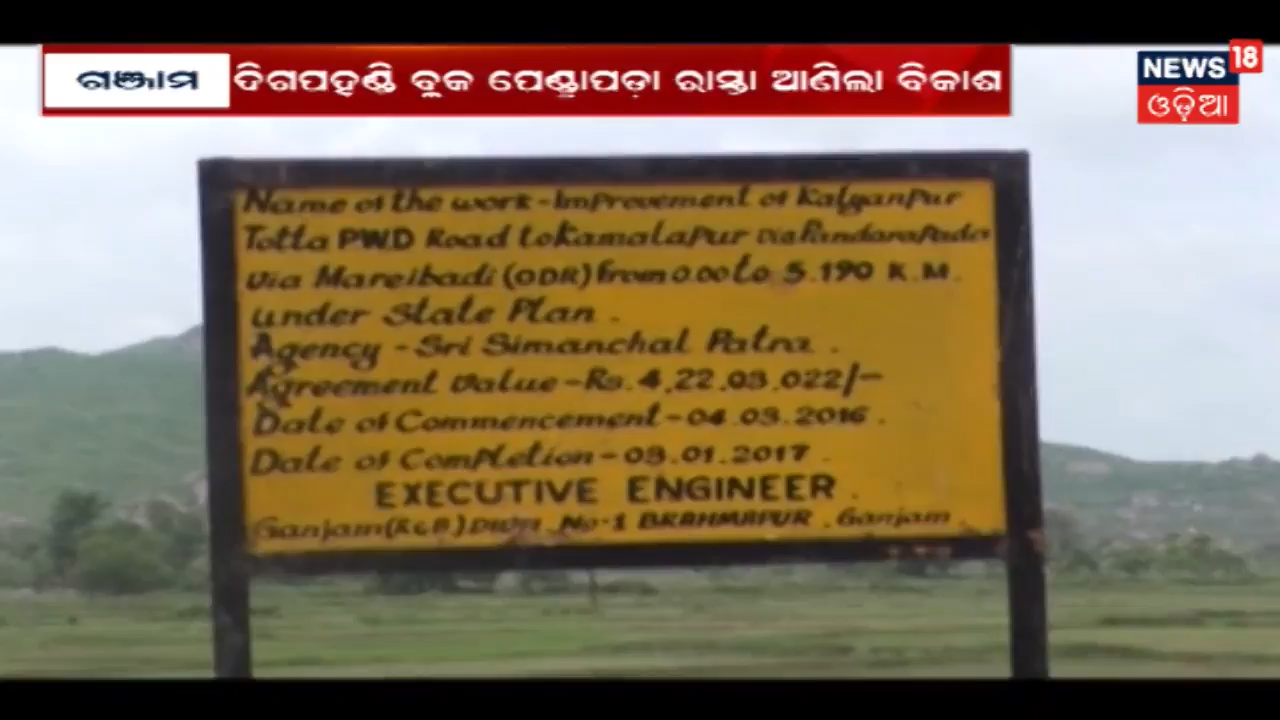 ଗଞ୍ଜାମ
ଦିଗପହଣ୍ଡି ବ୍ଲକ ପେଣ୍ଡ୍ରାପଡ଼ା ରାସ୍ତା ଆଣିଲା ବିକାଶ
NEWS 18
ଓଡ଼ିଆ
Name of the work-Improvement of Kalyanpur
Totta PWD Road to Kamalapur via Pandarapada
via Mareibadi (ODR) from 0.00 to 5.190 K.M.
under State Plan.
Agency - Sri Simanchal Patra.
Agreement value-Rs. 4,22,03,022/-
Date of Commencement-04.03.2016.
Date of Completion-03.01.2017.
EXECUTIVE ENGINEER.
Ganjam(R&B) No-1 BRAHMAPUR, Ganjam.